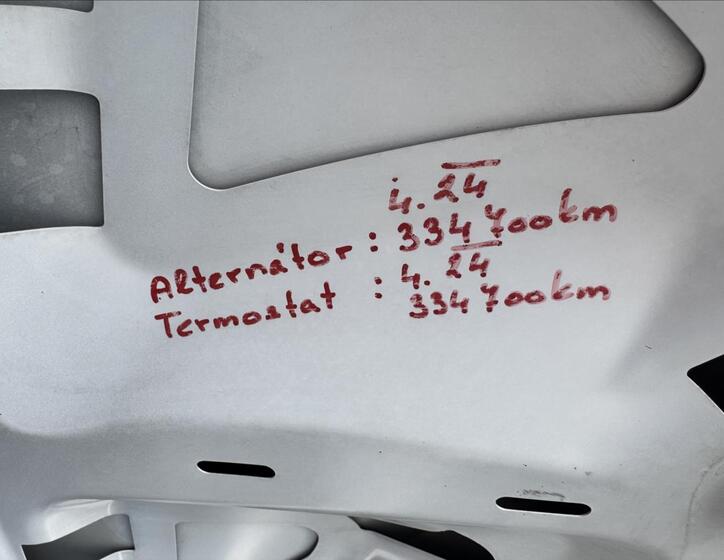 4. 24
Alternátor : 334 700km
4. 24
Termostat : 334 700km